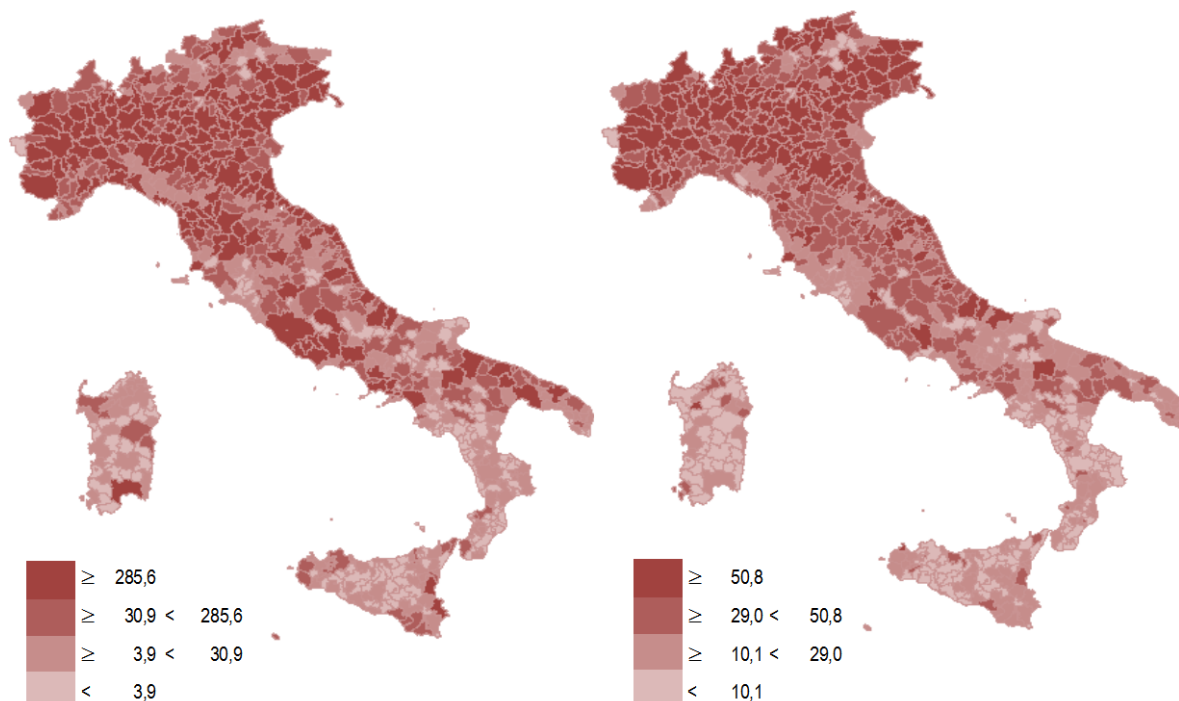 ≥ 285,6
≥ 30,9 < 285,6
≥ 3,9 < 30,9
< 3,9
≥ 50,8
≥ 29,0 < 50,8
≥ 10,1 < 29,0
< 10,1